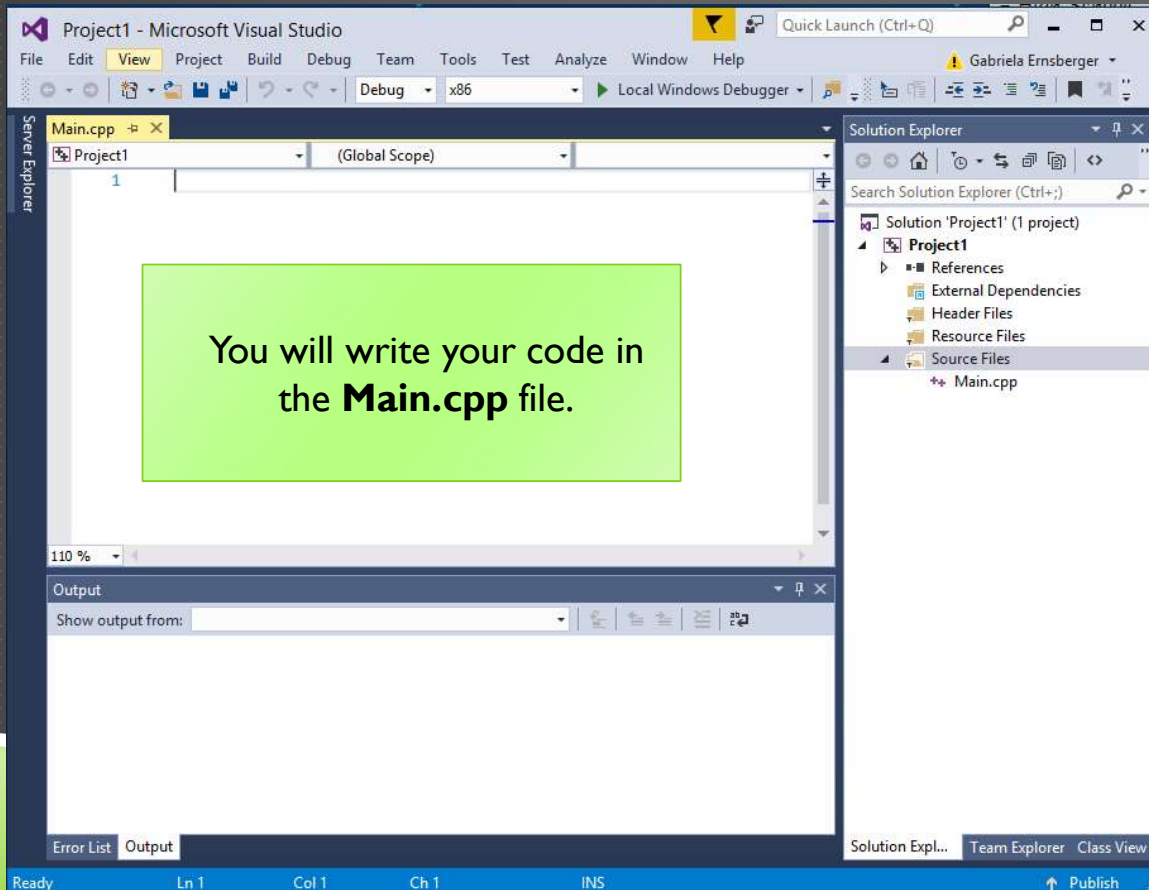 Project1 - Microsoft Visual Studio
Quick Launch (Ctrl+Q)
File Edit View Project Build Debug Team Tools Test Analyze Window Help
Gabriela Ernsberger
Debug x86 Local Windows Debugger
Server Explorer
Main.cpp
Project1 (Global Scope)
1
You will write your code in
the Main.cpp file.
110 %
Output
Show output from:
Error List Output
Solution Explorer
Search Solution Explorer (Ctrl+;)
Solution 'Project1' (1 project)
Project1
References
External Dependencies
Header Files
Resource Files
Source Files
Main.cpp
Solution Expl... Team Explorer Class View
Ready Ln 1 Col 1 Ch 1 INS Publish